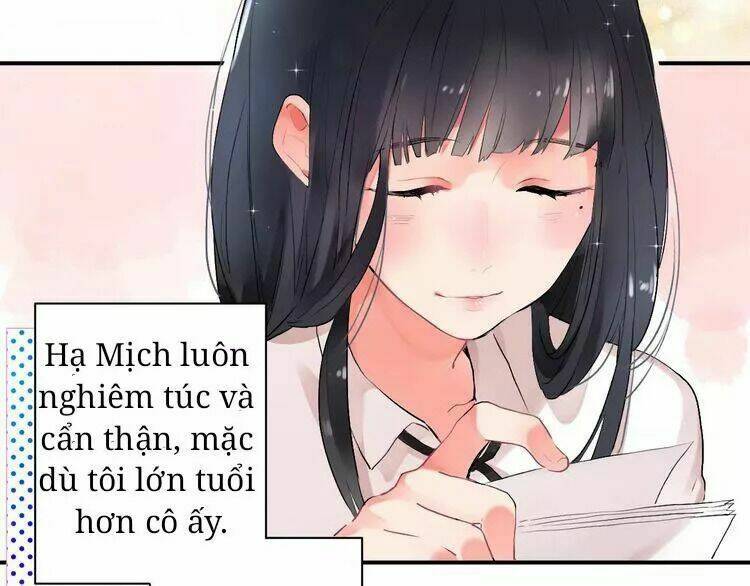 Hạ Mịch luôn
nghiêm túc và
cẩn thận, mặc
dù tôi lớn tuổi
hơn cô ấy.